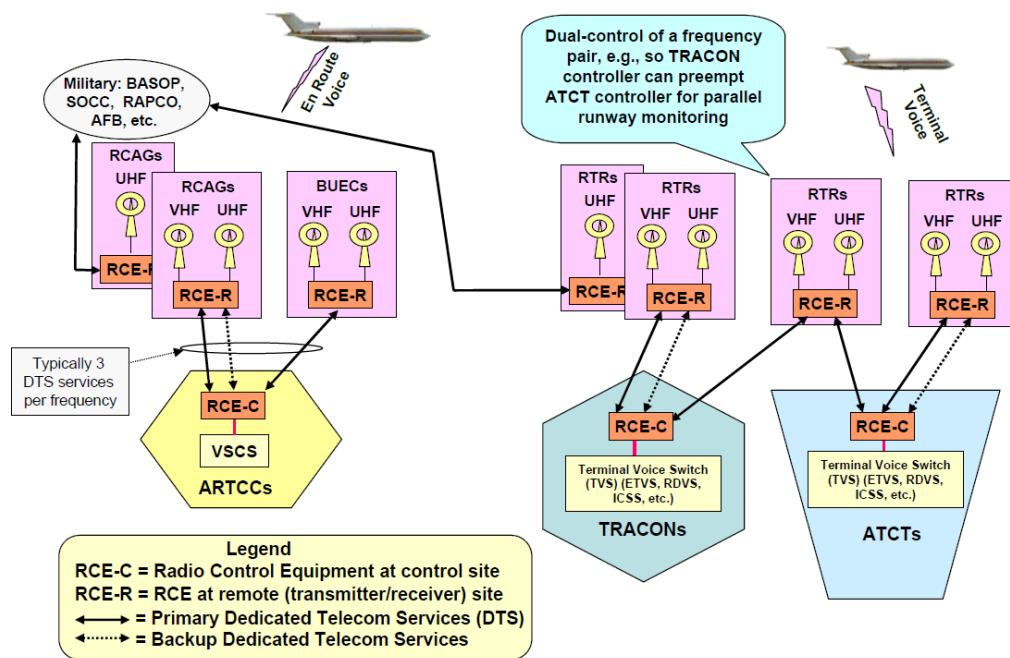 En Route
Voice
Dual-control of a frequency
pair, e.g., so TRACON
controller can preempt
ATCT controller for parallel
runway monitoring
Terminal
Voice
Military: BASOP,
SOCC, RAPCO,
AFB, etc.
RCAGs
UHF
RCE-R
RCAGs
VHF UHF
RCE-R
BUECs
VHF UHF
RCE-R
RTRs
UHF
RCE-R
RTRs
VHF UHF
RCE-R
RTRs
VHF UHF
RCE-R
RTRs
VHF UHF
RCE-R
Typically 3
DTS services
per frequency
RCE-C
VSCS
ARTCCs
RCE-C
Terminal Voice Switch
(TVS) (ETVS, RDVS,
ICSS, etc.)
TRACONs
RCE-C
Terminal Voice Switch
(TVS) (ETVS, RDVS,
ICSS, etc.)
ATCTs
Legend
RCE-C = Radio Control Equipment at control site
RCE-R = RCE at remote (transmitter/receiver) site
= Primary Dedicated Telecom Services (DTS)
= Backup Dedicated Telecom Services